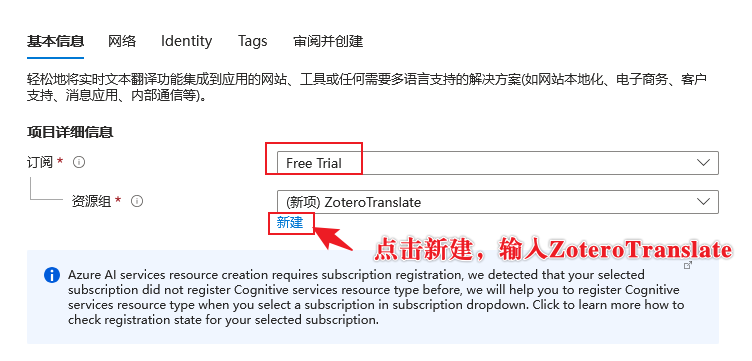 基本信息 网络 Identity Tags 审阅并创建
轻松地将实时文本翻译功能集成到应用的网站、工具或任何需要多语言支持的解决方案(如网站本地化、电子商务、客户
支持、消息应用、内部通信等)。
项目详细信息
订阅 * Free Trial
资源组 * (新项) ZoteroTranslate
新建
点击新建，输入ZoteroTranslate
Azure AI services resource creation requires subscription registration, we detected that your selected
subscription did not register Cognitive services resource type before, we will help you to register Cognitive
services resource type when you select a subscription in subscription dropdown. Click to learn more how to
check registration state for your selected subscription.